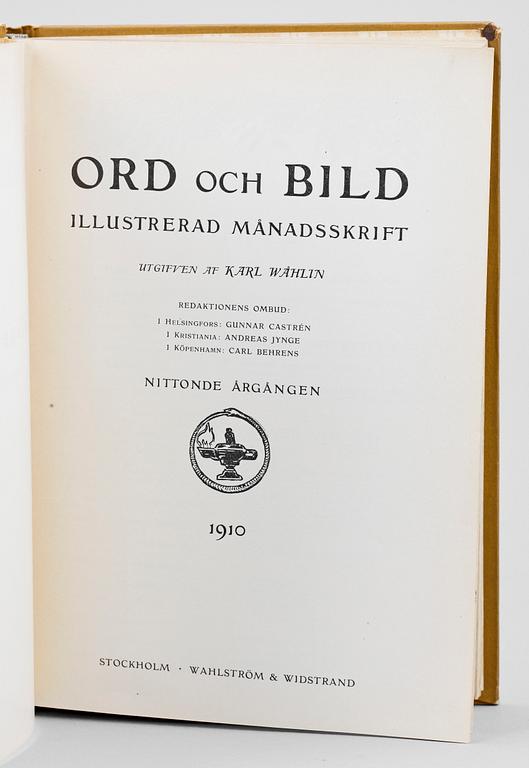 ORD OCH BILD
ILLUSTRERAD MÅNADSSKRIFT
UTGIFVEN AF KARL WÅHLIN
REDAKTIONENS OMBUD:
I HELSINGFORS: GUNNAR CASTRÉN
I KRISTIANIA: ANDREAS JYNGE
I KÖPENHAMN: CARL BEHRENS
NITTONDE ÅRGÅNGEN
1910
STOCKHOLM · WAHLSTRÖM & WIDSTRAND